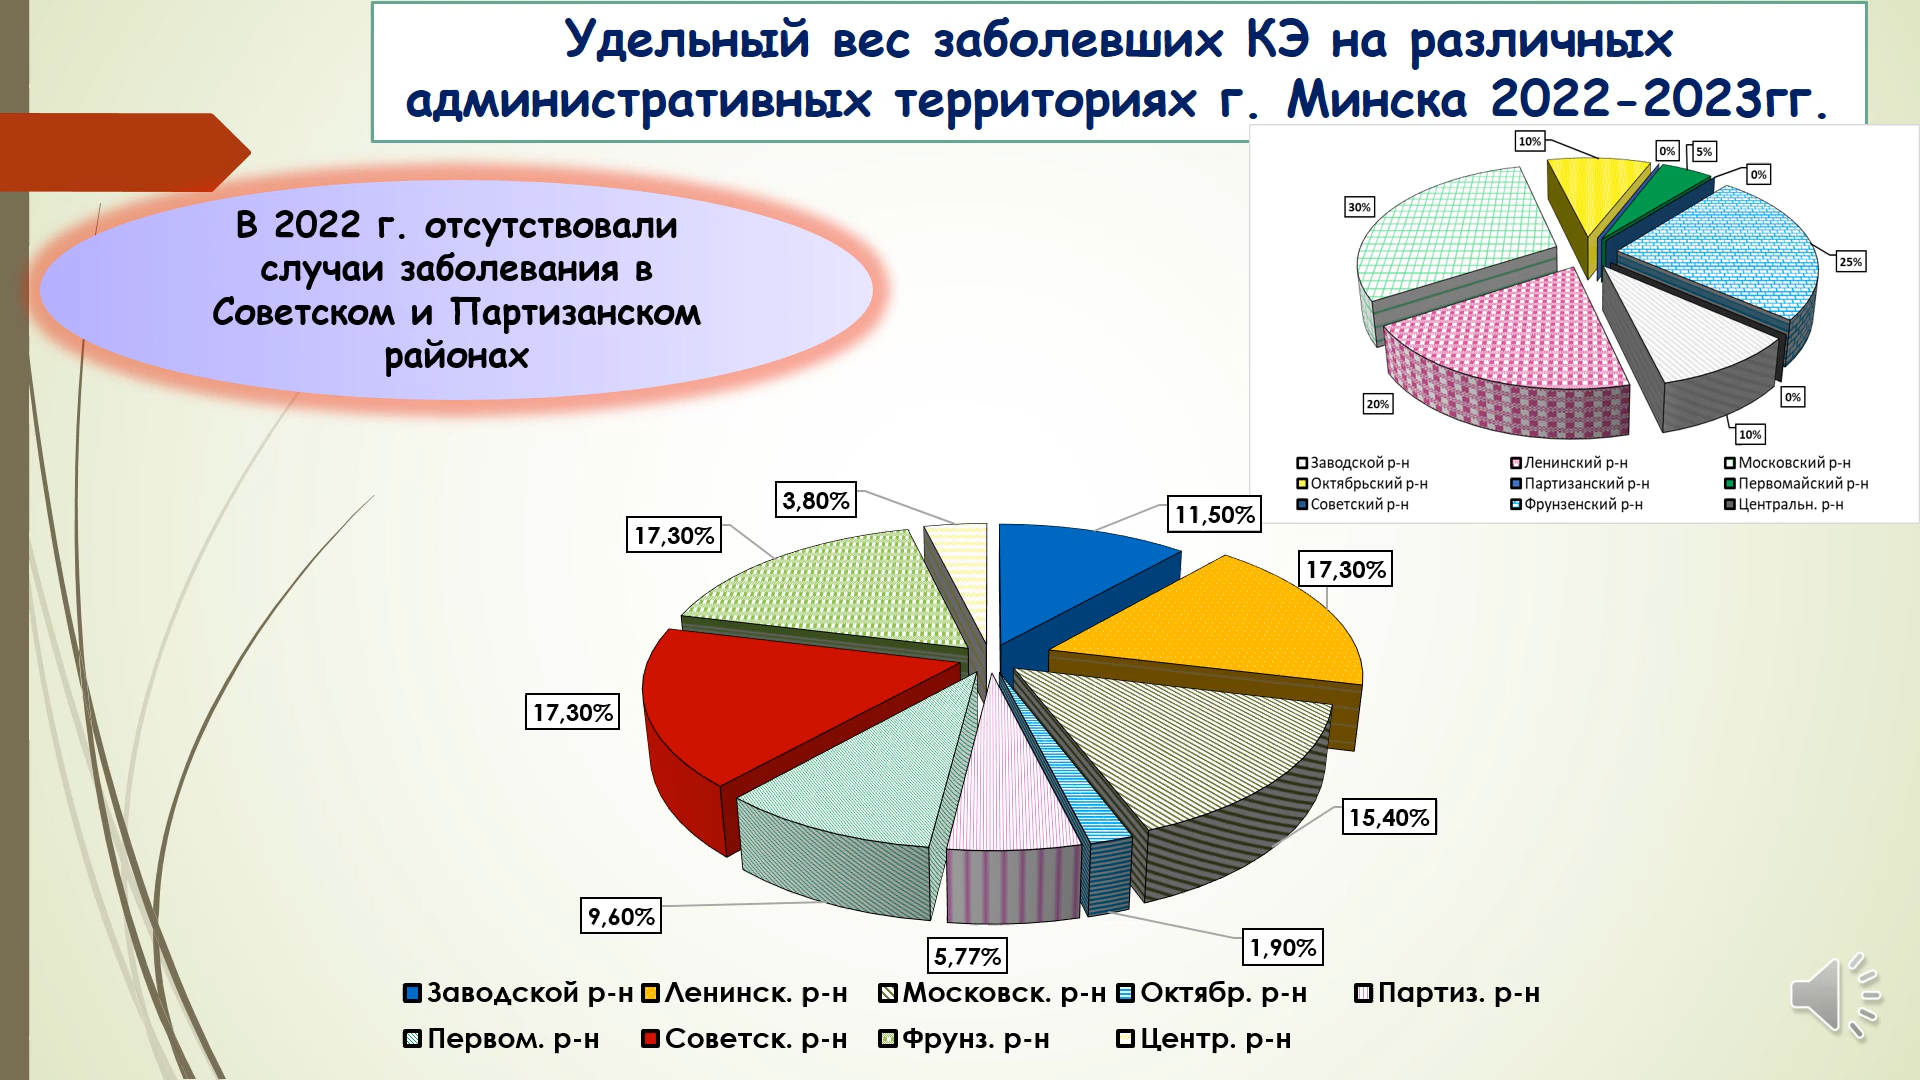 Удельный вес заболевших КЭ на различных
административных территориях г. Минска 2022-2023гг.
В 2022 г. отсутствовали
случаи заболевания в
Советском и Партизанском
районах
10%
0%
5%
0%
30%
25%
20%
0%
10%
Заводской р-н Ленинский р-н Московский р-н
Октябрьский р-н Партизанский р-н Первомайский р-н
Советский р-н Фрунзенский р-н Центральн. р-н
3,80%
11,50%
17,30%
17,30%
17,30%
15,40%
9,60%
5,77%
1,90%
Заводской р-н Ленинск. р-н Московск. р-н Октябр. р-н Партиз. р-н
Первом. р-н Советск. р-н Фрунз. р-н Центр. р-н